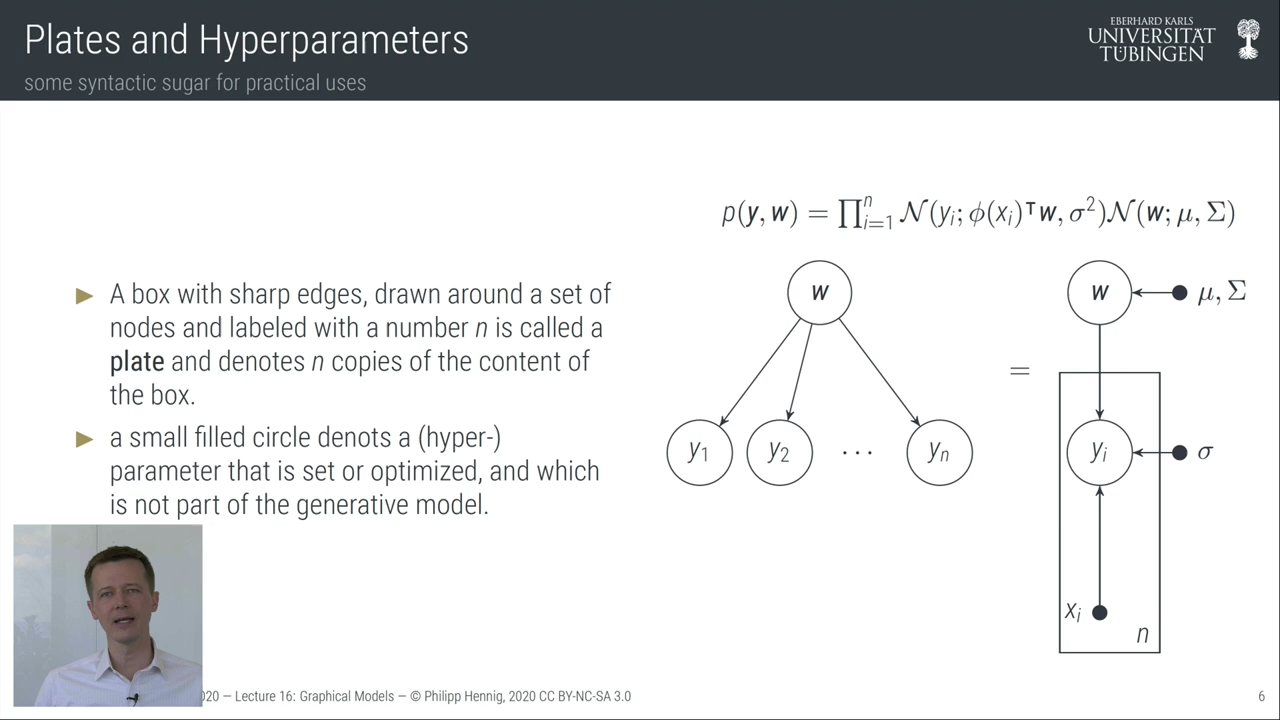 Plates and Hyperparameters
some syntactic sugar for practical uses
EBERHARD KARLS
UNIVERSITÄT
TÜBINGEN
▶ A box with sharp edges, drawn around a set of
nodes and labeled with a number n is called a
plate and denotes n copies of the content of
the box.
▶ a small filled circle denots a (hyper-)
parameter that is set or optimized, and which
is not part of the generative model.
p(y, w) = ∏ⁿᵢ₌₁ 𝒩(yᵢ; ϕ(xᵢ)ᵀw, σ²)𝒩(w; μ, Σ)
w
y₁ y₂ ⋯ yₙ
=
w μ, Σ
yᵢ σ
xᵢ
n
020 — Lecture 16: Graphical Models — © Philipp Hennig, 2020 CC BY-NC-SA 3.0
6